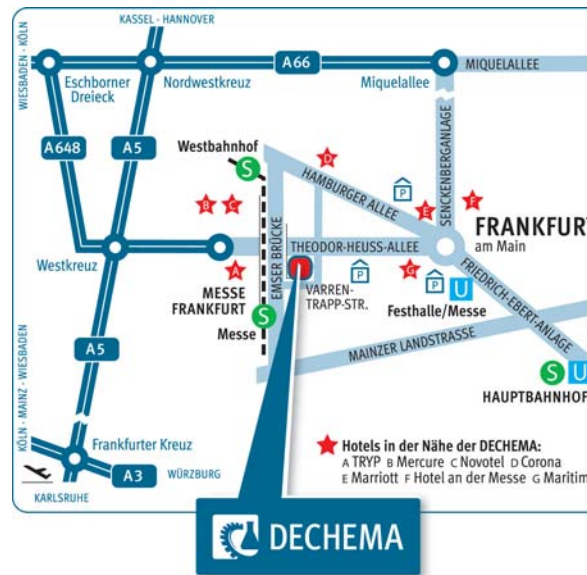 KASSEL - HANNOVER
WIESBADEN - KÖLN
A66
MIQUELALLEE
Eschborner
Dreieck
Nordwestkreuz
Miquelallee
A648
A5
Westbahnhof
S
D
P
HAMBURGER ALLEE
SENCKENBERGANLAGE
B
C
E
F
FRANKFURT
am Main
Westkreuz
A
EMSER BRÜCKE
THEODOR-HEUSS-ALLEE
P
G
P
U
MESSE
FRANKFURT
S
Messe
VARREN-
TRAPP-STR.
Festhalle/Messe
FRIEDRICH-EBERT-ANLAGE
MAINZER LANDSTRASSE
A5
KÖLN - MAINZ - WIESBADEN
S
U
HAUPTBAHNHOF
Frankfurter Kreuz
A3
WÜRZBURG
KARLSRUHE
Hotels in der Nähe der DECHEMA:
A TRYP B Mercure C Novotel D Corona
E Marriott F Hotel an der Messe G Maritim
DECHEMA